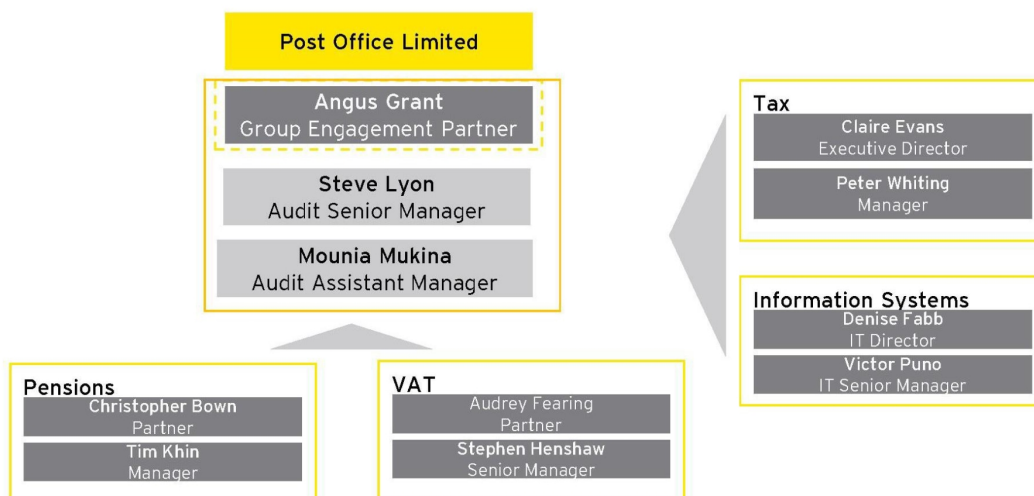 Post Office Limited
Angus Grant
Group Engagement Partner
Steve Lyon
Audit Senior Manager
Mounia Mukina
Audit Assistant Manager
Tax
Claire Evans
Executive Director
Peter Whiting
Manager
Information Systems
Denise Fabb
IT Director
Victor Puno
IT Senior Manager
Pensions
Christopher Bown
Partner
Tim Khin
Manager
VAT
Audrey Fearing
Partner
Stephen Henshaw
Senior Manager